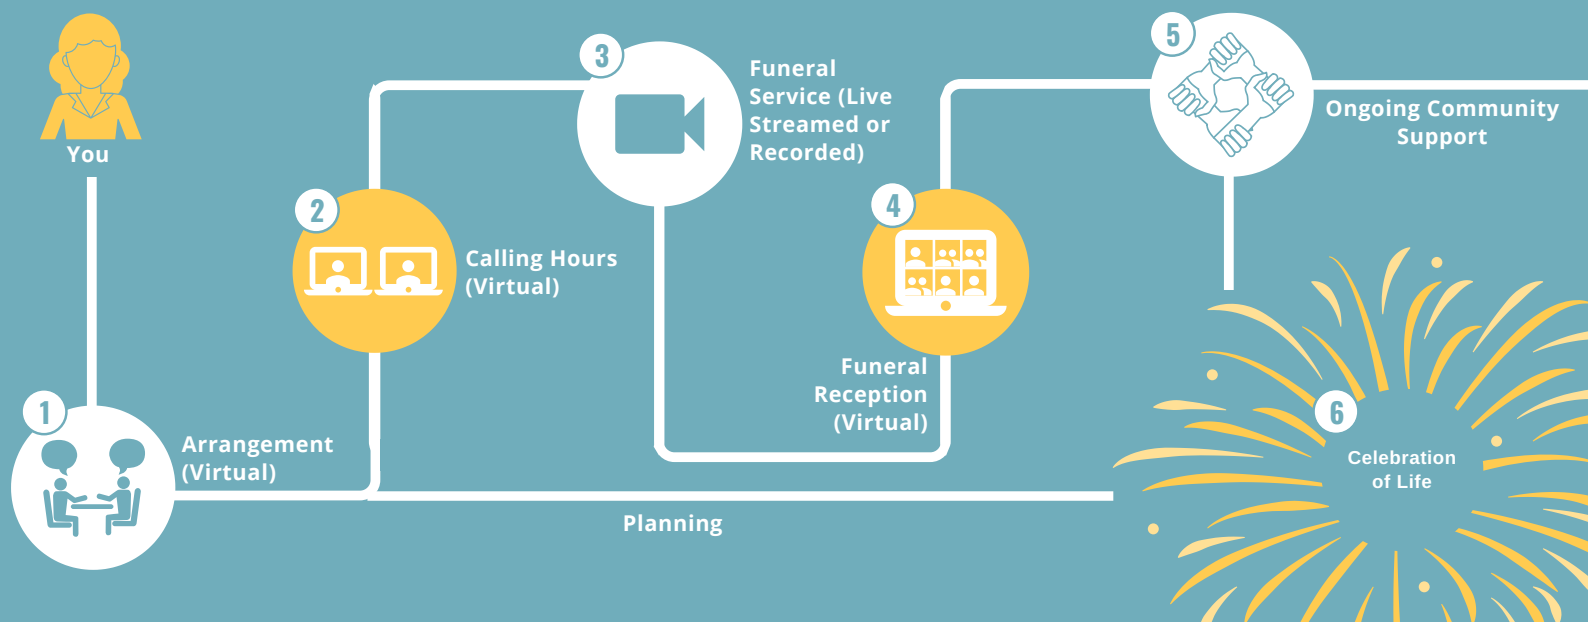 You
1
Arrangement
(Virtual)
2
Calling Hours
(Virtual)
3
Funeral
Service (Live
Streamed or
Recorded)
4
Funeral
Reception
(Virtual)
5
Ongoing Community
Support
6
Celebration
of Life
Planning